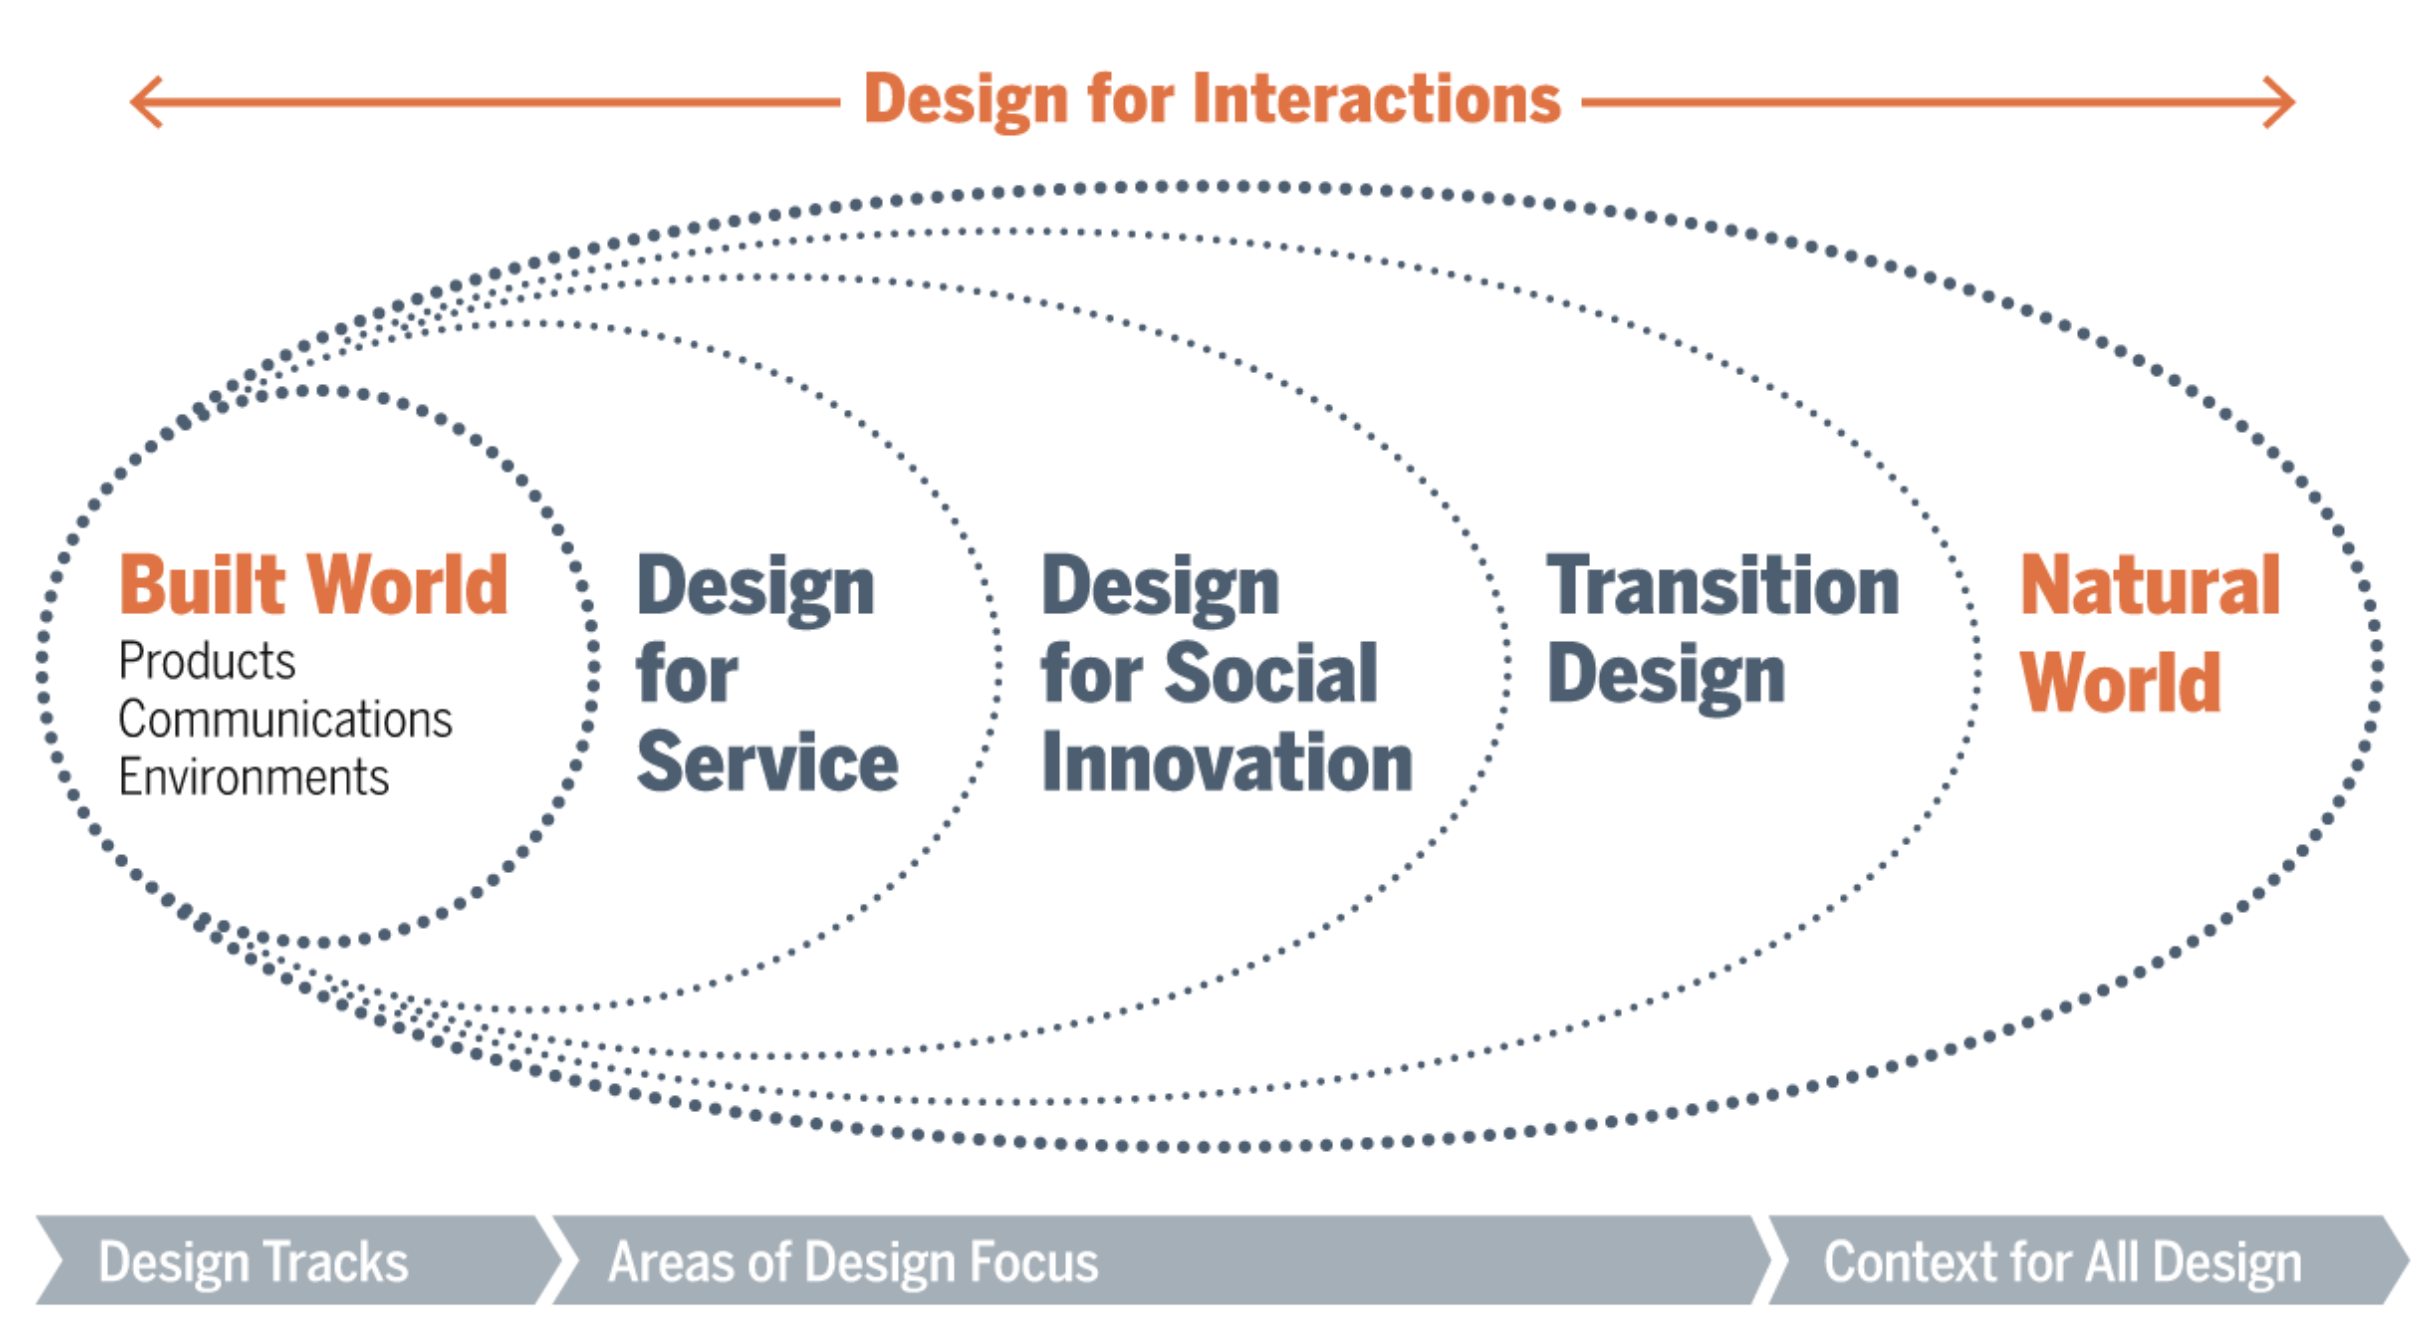 Design for Interactions
Built World
Products
Communications
Environments
Design
for
Service
Design
for Social
Innovation
Transition
Design
Natural
World
Design Tracks
Areas of Design Focus
Context for All Design